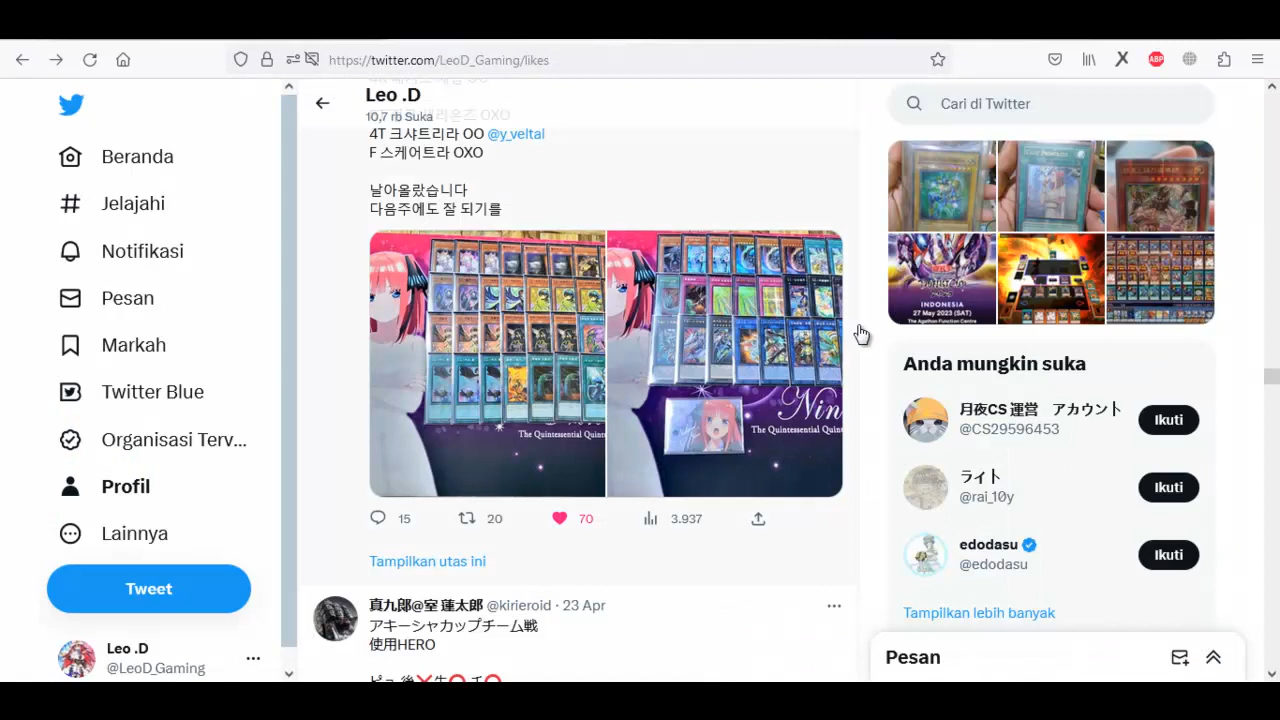 https://twitter.com/LeoD_Gaming/likes
ABP
Beranda
Jelajahi
Notifikasi
Pesan
Markah
Twitter Blue
Organisasi Terv...
Profil
Lainnya
Tweet
Leo .D
@LeoD_Gaming
Leo .D
10,7 rb Suka
4T 크샤트리라 OO @y_veltal
F 스케어트라 OXO
날아올랐습니다
다음주에도 잘 되기를
The Quintessential Quint
Nin
The Quintessential Quin
15
20
70
3.937
Tampilkan utas ini
真九郎@室 蓮太郎 @kirieroid · 23 Apr
アキーシャカップチーム戦
使用HERO
Cari di Twitter
INDONESIA
27 May 2023 (SAT)
The Agathon Function Centre
Anda mungkin suka
月夜CS 運営 アカウント
@CS29596453
Ikuti
ライト
@rai_10y
Ikuti
edodasu
@edodasu
Ikuti
Tampilkan lebih banyak
Pesan